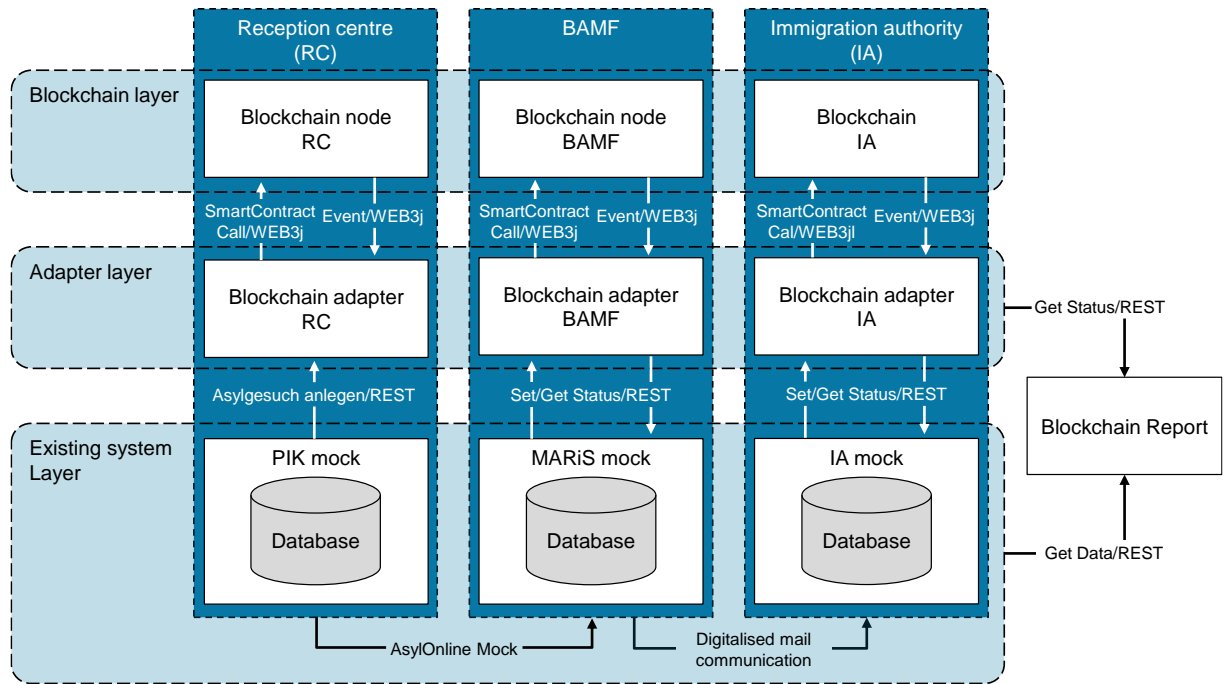 Reception centre
(RC)
BAMF
Immigration authority
(IA)
Blockchain layer
Blockchain node
RC
Blockchain node
BAMF
Blockchain
IA
SmartContract
Call/WEB3j
Event/WEB3j
SmartContract
Call/WEB3j
Event/WEB3j
SmartContract
Cal/WEB3jl
Event/WEB3j
Adapter layer
Blockchain adapter
RC
Blockchain adapter
BAMF
Blockchain adapter
IA
Get Status/REST
Asylgesuch anlegen/REST
Set/Get Status/REST
Set/Get Status/REST
Blockchain Report
Existing system
Layer
PIK mock
Database
MARiS mock
Database
IA mock
Database
Get Data/REST
AsylOnline Mock
Digitalised mail
communication